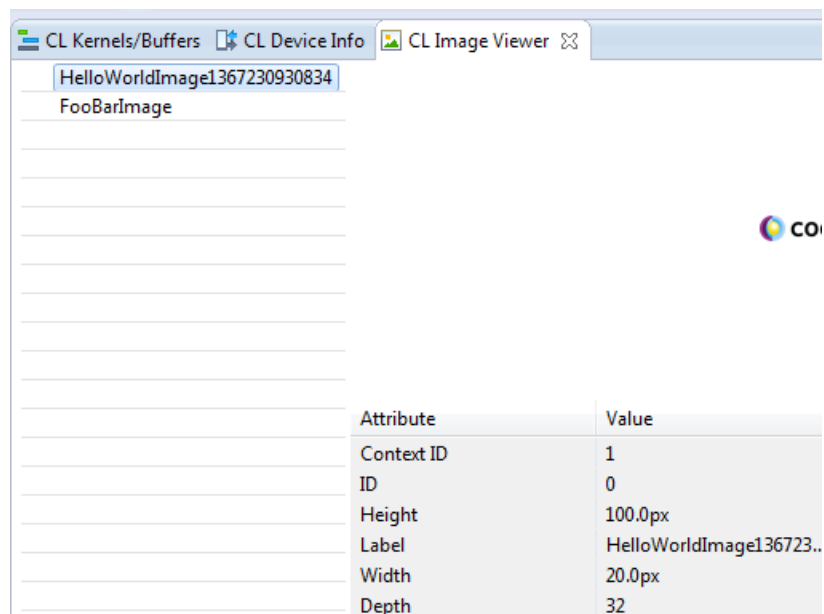 CL Kernels/Buffers CL Device Info CL Image Viewer
HelloWorldImage1367230930834
FooBarImage
Attribute Value
Context ID 1
ID 0
Height 100.0px
Label HelloWorldImage136723...
Width 20.0px
Depth 32